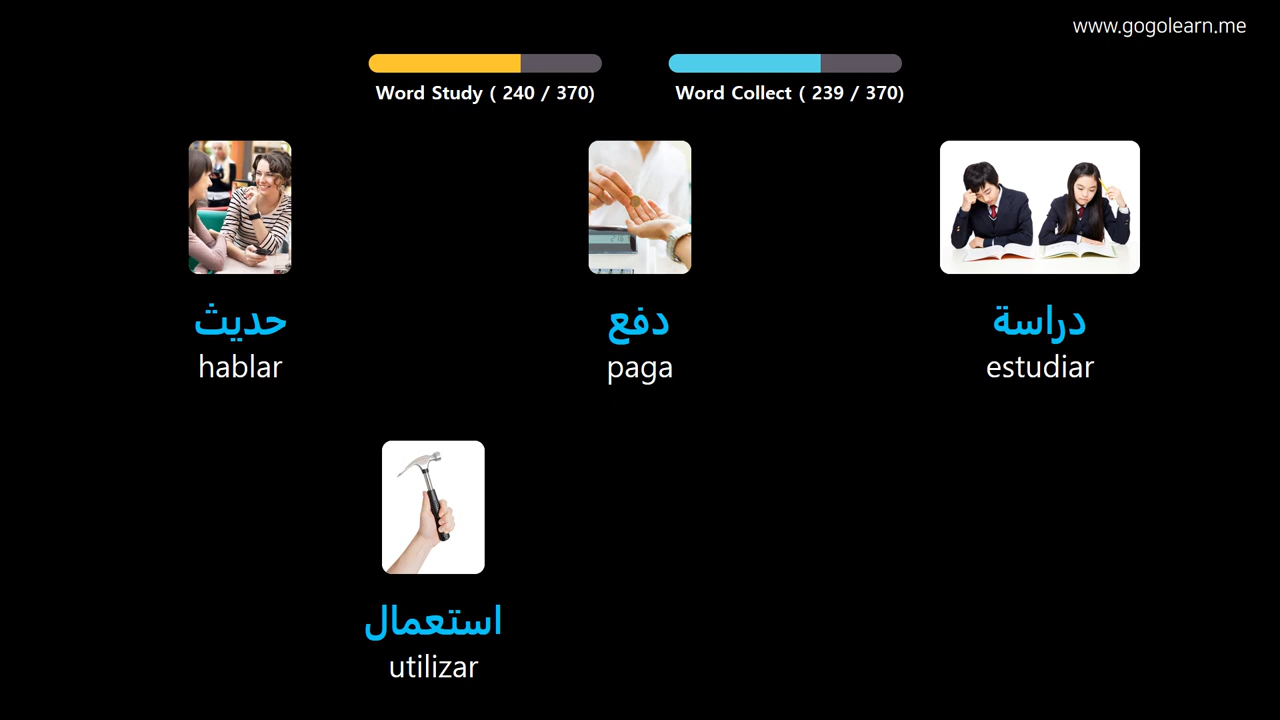 www.gogolearn.me
Word Study ( 240 / 370)
Word Collect ( 239 / 370)
حديث
hablar
دفع
paga
دراسة
estudiar
استعمال
utilizar